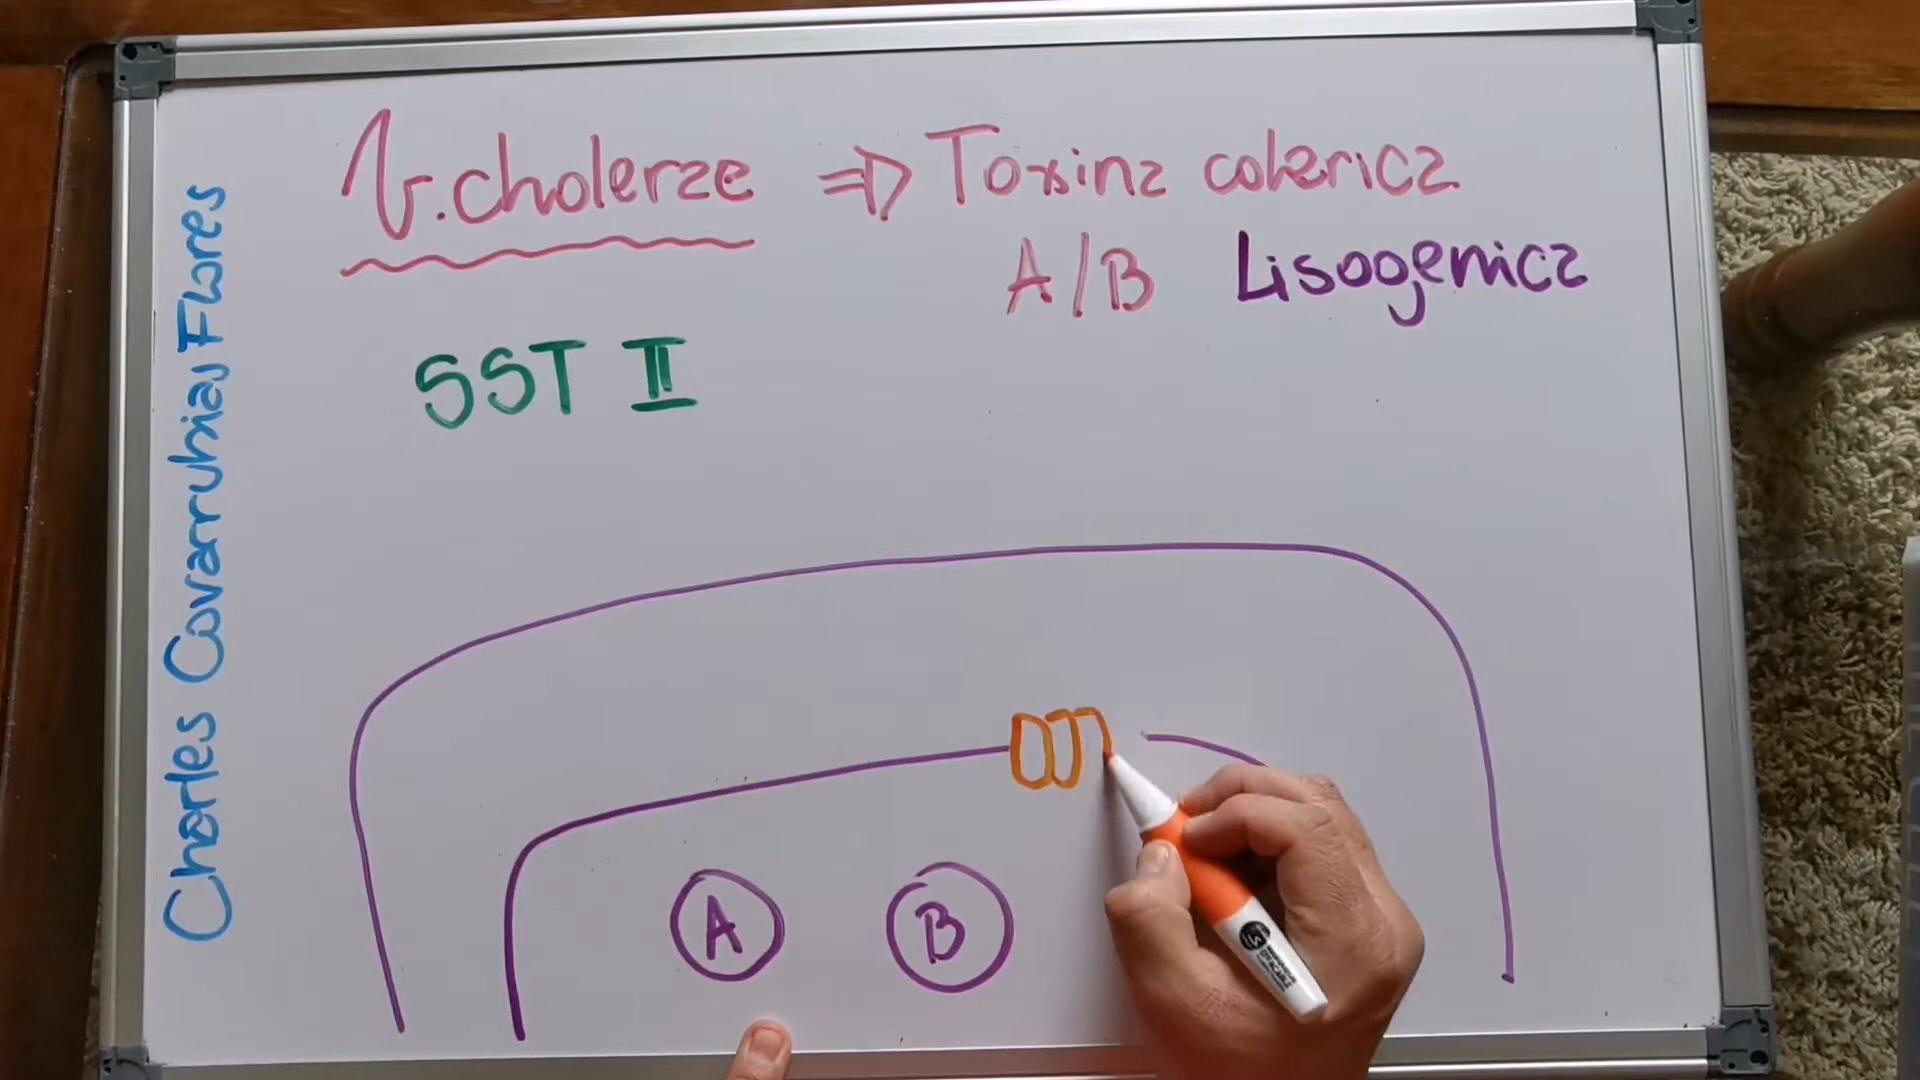 V. cholerae ⇒ Toxina colerica
A/B Lisogenica
SST II
Charles Covarrubias Flores
A
B